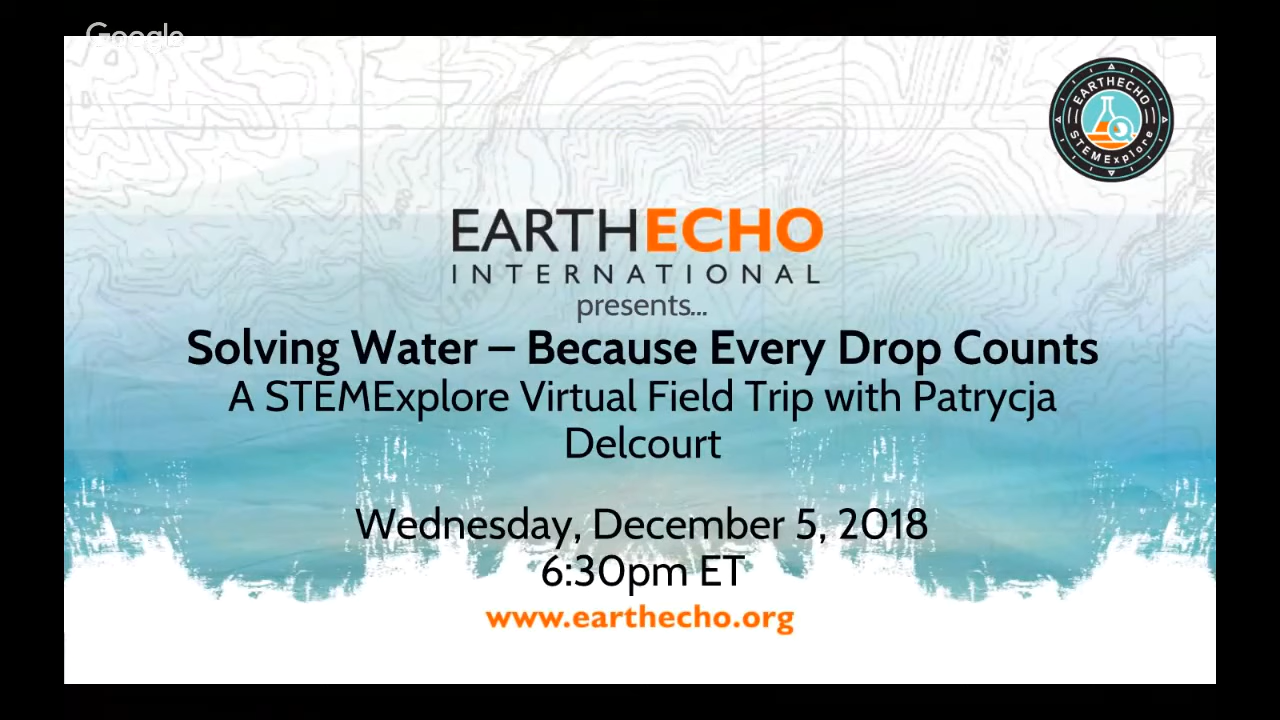 Google
EARTHECHO
STEMExplore
EARTHECHO
INTERNATIONAL
presents...
Solving Water – Because Every Drop Counts
A STEMExplore Virtual Field Trip with Patrycja
Delcourt
Wednesday, December 5, 2018
6:30pm ET
www.earthecho.org